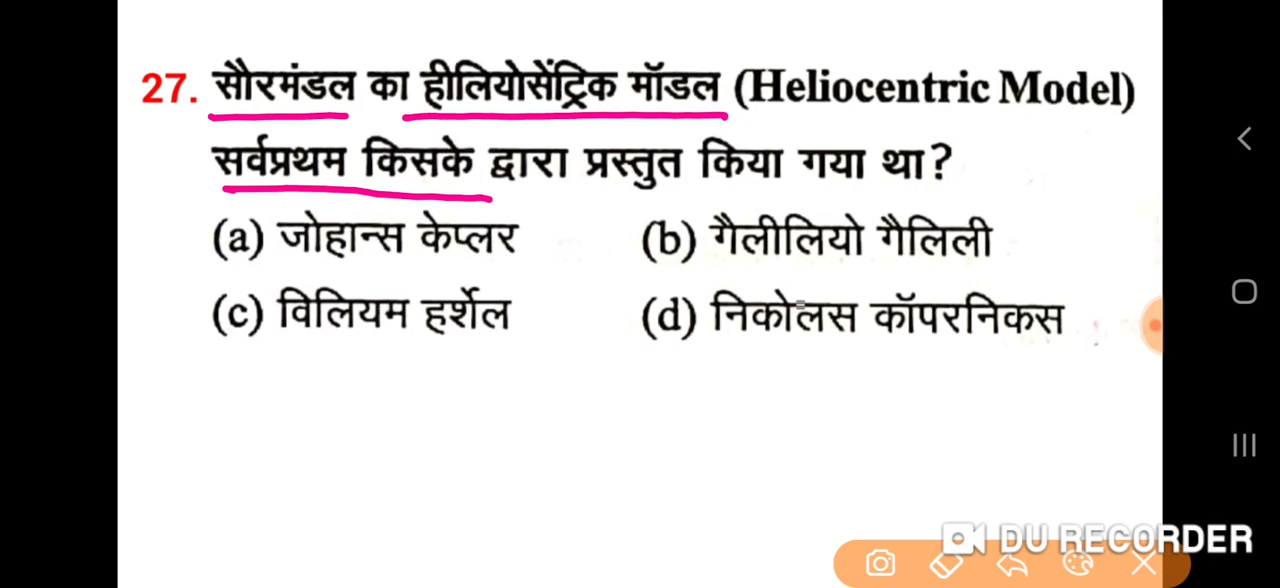 27. सौरमंडल का हीलियोसेंट्रिक मॉडल (Heliocentric Model)
सर्वप्रथम किसके द्वारा प्रस्तुत किया गया था?
(a) जोहान्स केप्लर (b) गैलीलियो गैलिली
(c) विलियम हर्शेल (d) निकोलस कॉपरनिकस
DU RECORDER